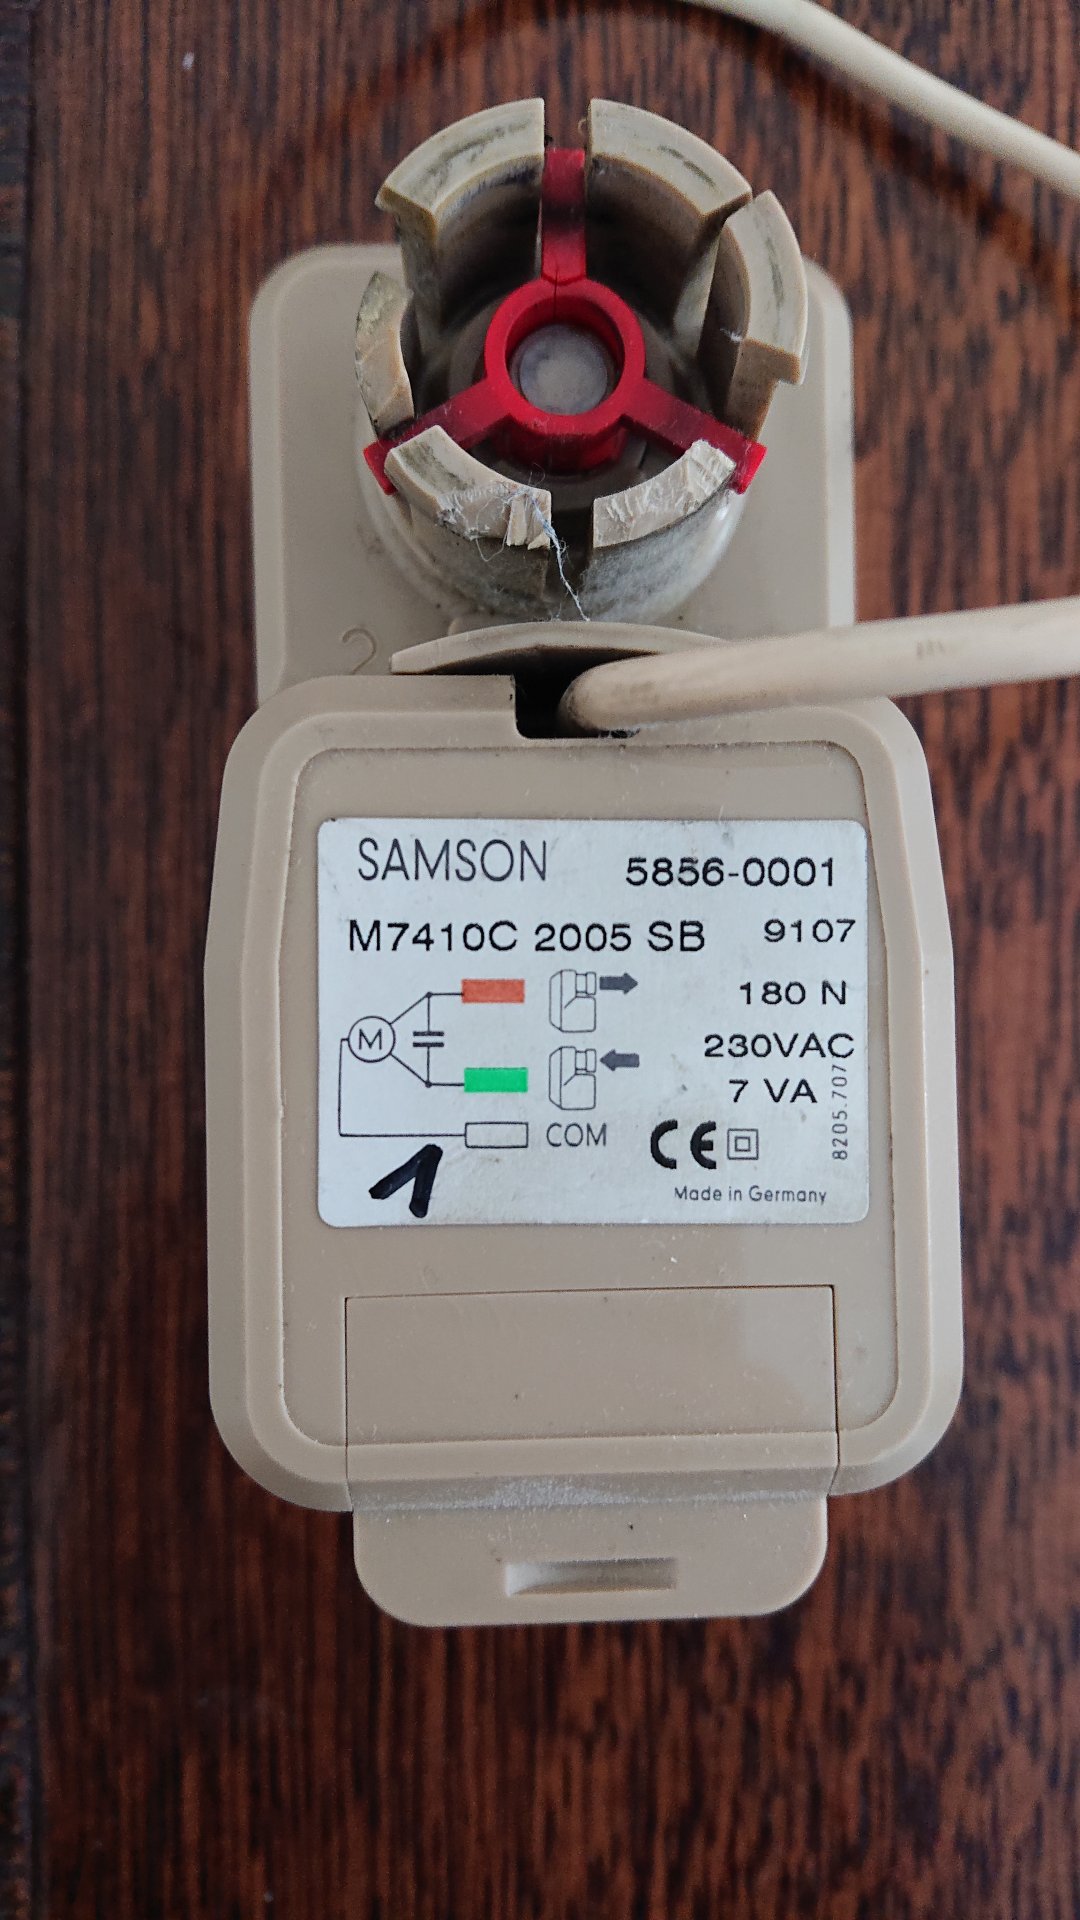 2
SAMSON 5856-0001
M7410C 2005 SB 9107
180 N
M
230VAC
7 VA
8205.707
COM
CE
1
Made in Germany